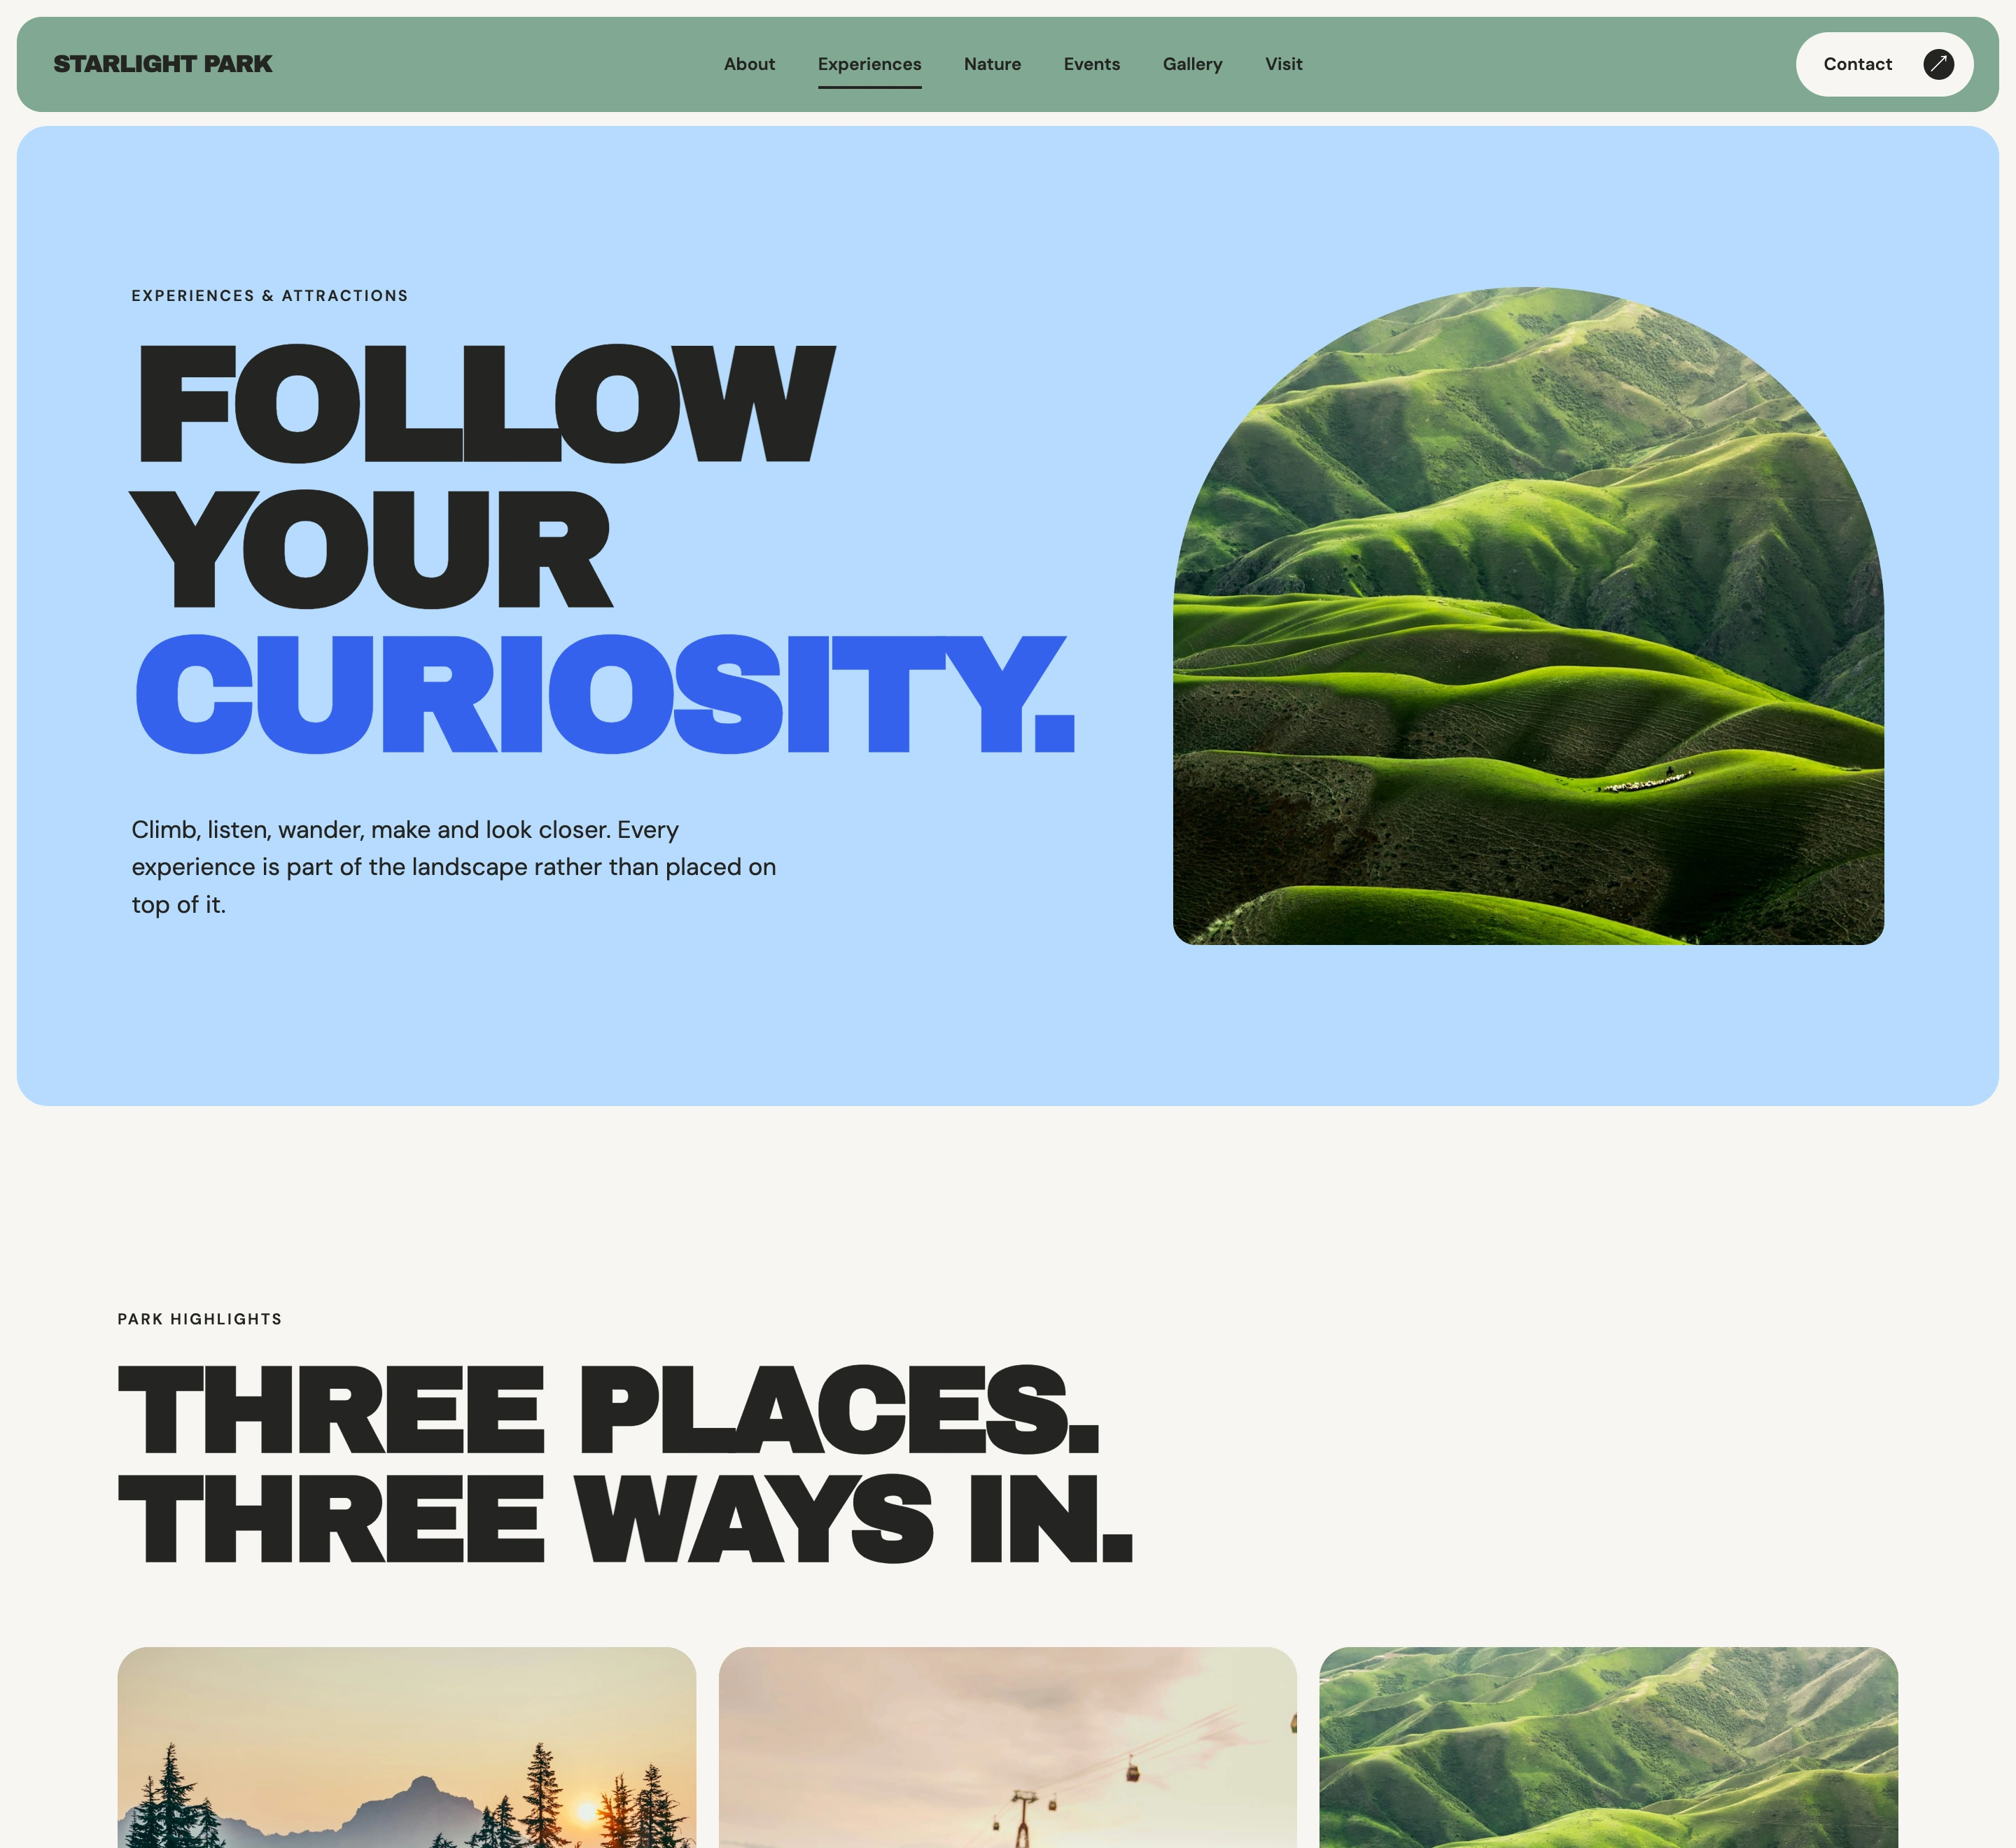 STARLIGHT PARK
About
Experiences
Nature
Events
Gallery
Visit
Contact
EXPERIENCES & ATTRACTIONS
FOLLOW
YOUR
CURIOSITY.
Climb, listen, wander, make and look closer. Every
experience is part of the landscape rather than placed on
top of it.
PARK HIGHLIGHTS
THREE PLACES.
THREE WAYS IN.